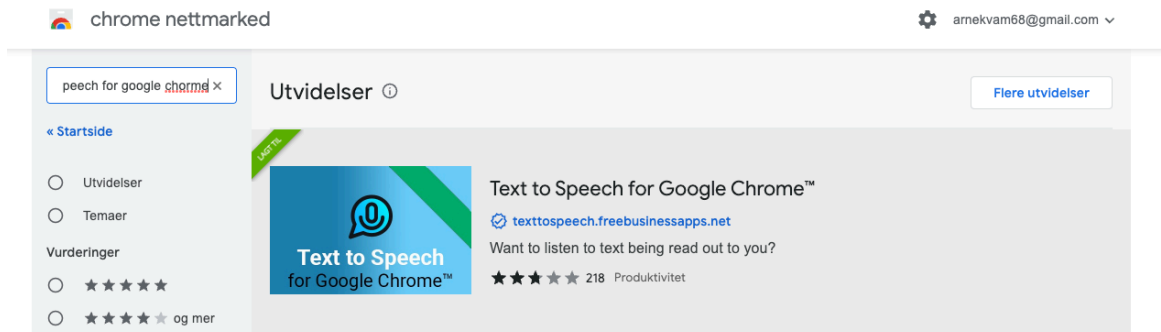 chrome nettmarked
arnekvam68@gmail.com
peech for google chorme ×
Utvidelser
Flere utvidelser
« Startside
LAGT TIL
Utvidelser
Temaer
Vurderinger
og mer
Text to Speech
for Google Chrome™
Text to Speech for Google Chrome™
texttospeech.freebusinessapps.net
Want to listen to text being read out to you?
218 Produktivitet